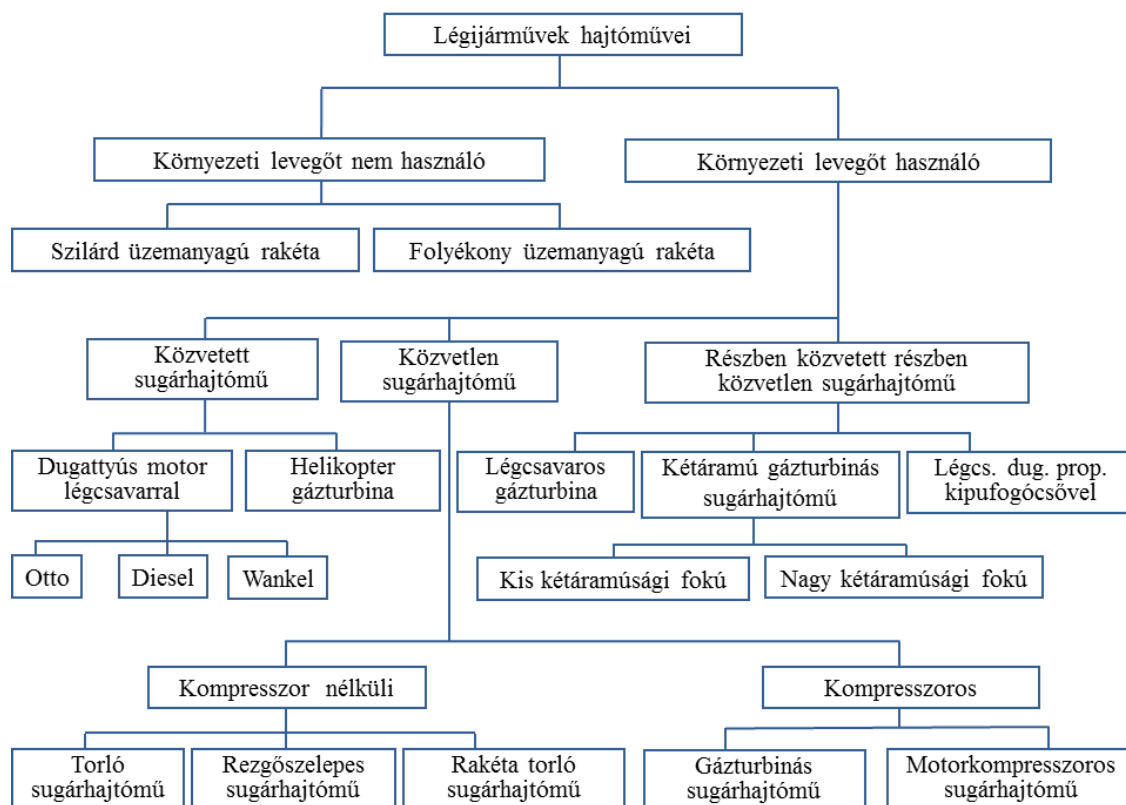 Légijárművek hajtóművei
Környezeti levegőt nem használó
Környezeti levegőt használó
Szilárd üzemanyagú rakéta
Folyékony üzemanyagú rakéta
Közvetett
sugárhajtómű
Közvetlen
sugárhajtómű
Részben közvetett részben
közvetlen sugárhajtómű
Dugattyús motor
légcsavarral
Helikopter
gázturbina
Légcsavaros
gázturbina
Kétáramú gázturbinás
sugárhajtómű
Légcs. dug. prop.
kipufogócsővel
Otto
Diesel
Wankel
Kis kétáramúsági fokú
Nagy kétáramúsági fokú
Kompresszor nélküli
Kompresszoros
Torló
sugárhajtómű
Rezgőszelepes
sugárhajtómű
Rakéta torló
sugárhajtómű
Gázturbinás
sugárhajtómű
Motorkompresszoros
sugárhajtómű